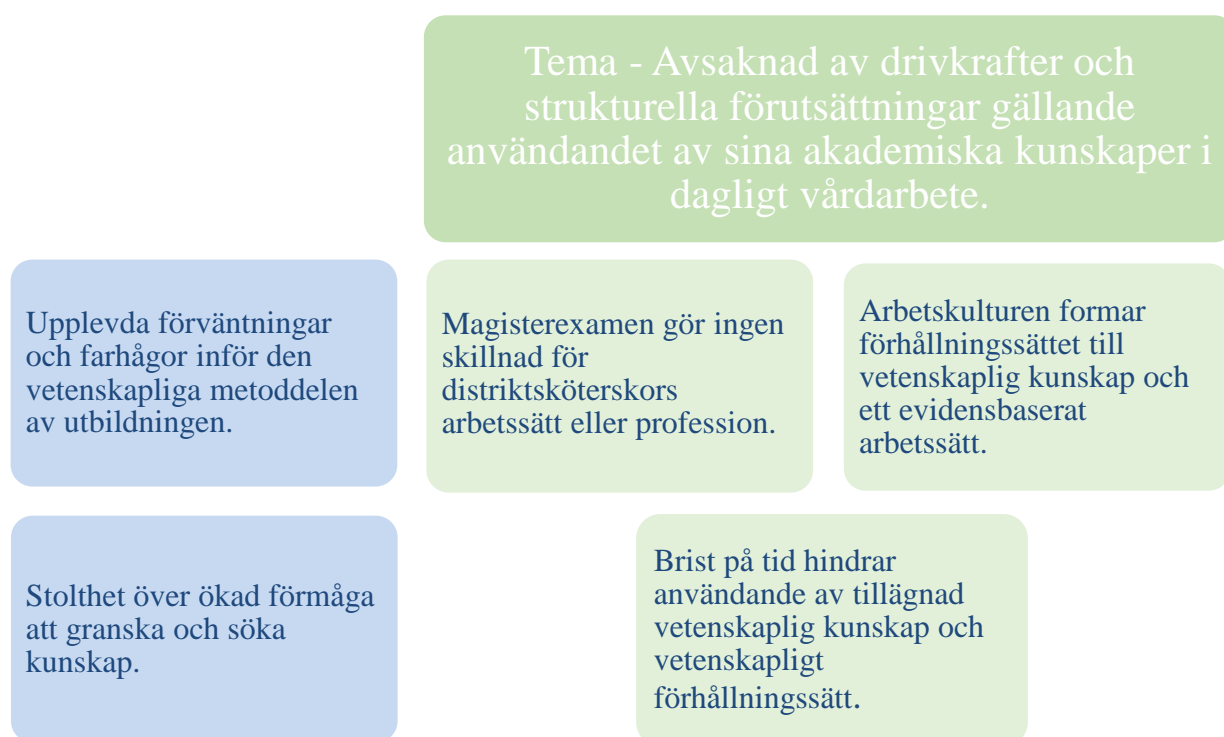 Tema - Avsaknad av drivkrafter och
strukturella förutsättningar gällande
användandet av sina akademiska kunskaper i
dagligt vårdarbete.
Upplevda förväntningar
och farhågor inför den
vetenskapliga metoddelen
av utbildningen.
Magisterexamen gör ingen
skillnad för
distriktsköterskors
arbetssätt eller profession.
Arbetskulturen formar
förhållningssättet till
vetenskaplig kunskap och
ett evidensbaserat
arbetssätt.
Stolthet över ökad förmåga
att granska och söka
kunskap.
Brist på tid hindrar
användande av tillägnad
vetenskaplig kunskap och
vetenskapligt
förhållningssätt.